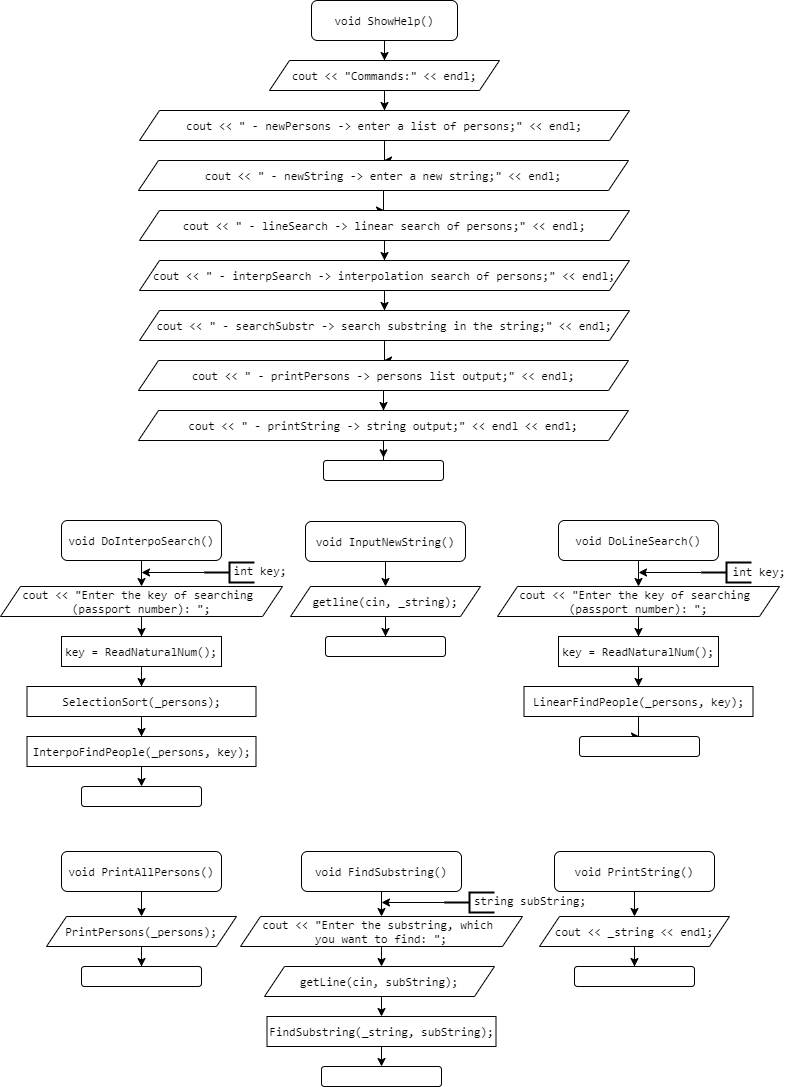 void ShowHelp()
cout << "Commands:" << endl;
cout << " - newPersons -> enter a list of persons;" << endl;
cout << " - newString -> enter a new string;" << endl;
cout << " - lineSearch -> linear search of persons;" << endl;
cout << " - interpSearch -> interpolation search of persons;" << endl;
cout << " - searchSubstr -> search substring in the string;" << endl;
cout << " - printPersons -> persons list output;" << endl;
cout << " - printString -> string output;" << endl << endl;
void DoInterpoSearch()
int key;
cout << "Enter the key of searching
(passport number): ";
key = ReadNaturalNum();
SelectionSort(_persons);
InterpoFindPeople(_persons, key);
void InputNewString()
getline(cin, _string);
void DoLineSearch()
int key;
cout << "Enter the key of searching
(passport number): ";
key = ReadNaturalNum();
LinearFindPeople(_persons, key);
void PrintAllPersons()
PrintPersons(_persons);
void FindSubstring()
string subString;
cout << "Enter the substring, which
you want to find: ";
getLine(cin, subString);
FindSubstring(_string, subString);
void PrintString()
cout << _string << endl;